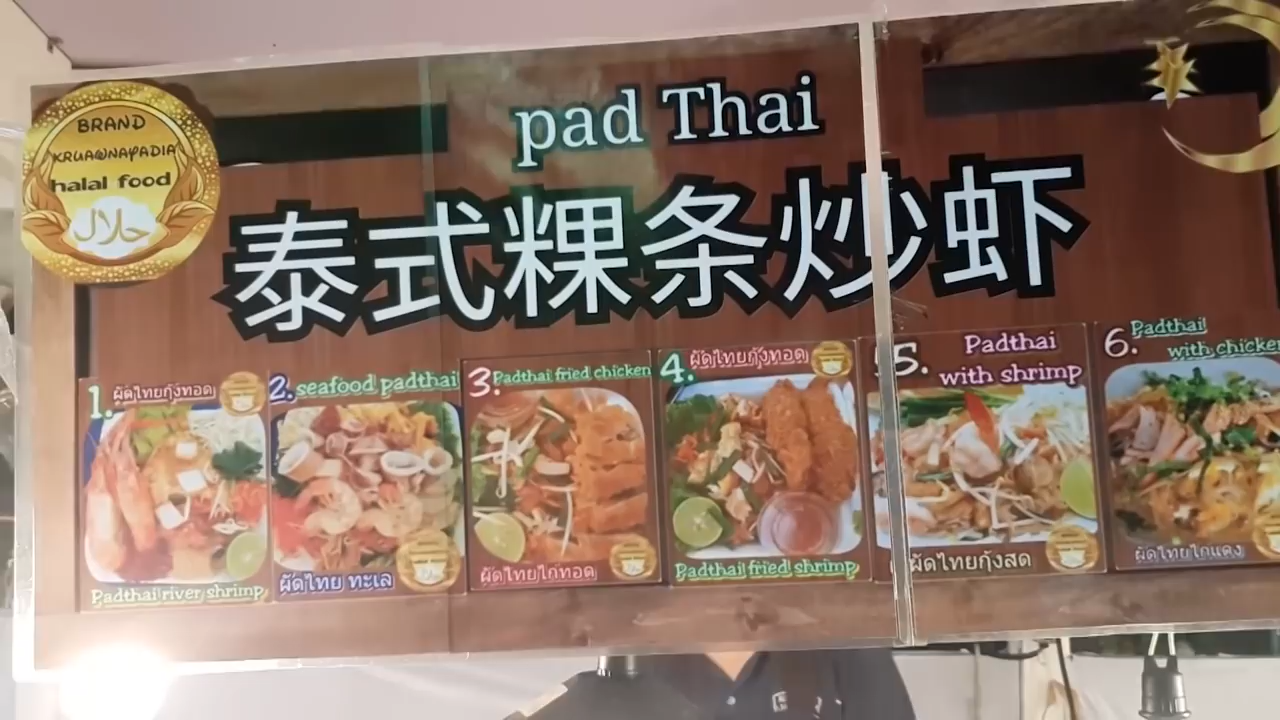 BRAND
KRUAWNAYADIA
halal food
حلال
pad Thai
泰式粿条炒虾
1. ผัดไทยกุ้งทอด
Padthai river shrimp
2. seafood padthai
ผัดไทย ทะเล
3 Padthai fried chicken
ผัดไทยไก่ทอด
4. ผัดไทยกุ้งทอด
Padthai fried shrimp
5. Padthai
with shrimp
ผัดไทยกุ้งสด
6. Padthai
with chicken
ผัดไทยไก่แดง